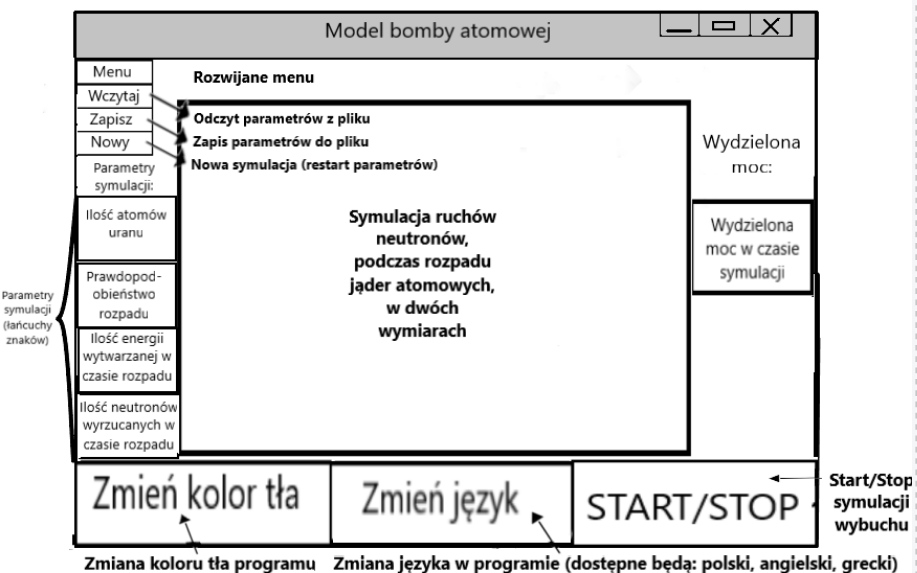 Model bomby atomowej
Menu
Rozwijane menu
Wczytaj
Odczyt parametrów z pliku
Zapisz
Zapis parametrów do pliku
Nowy
Nowa symulacja (restart parametrów)
Parametry
symulacji:
Ilość atomów
uranu
Prawdopod-
obieństwo
rozpadu
Ilość energii
wytwarzanej w
czasie rozpadu
Ilość neutronów
wyrzucanych w
czasie rozpadu
Parametry
symulacji
(łańcuchy
znaków)
Symulacja ruchów
neutronów,
podczas rozpadu
jąder atomowych,
w dwóch
wymiarach
Wydzielona
moc:
Wydzielona
moc w czasie
symulacji
Zmień kolor tła
Zmień język
START/STOP
Start/Stop
symulacji
wybuchu
Zmiana koloru tła programu
Zmiana języka w programie (dostępne będą: polski, angielski, grecki)